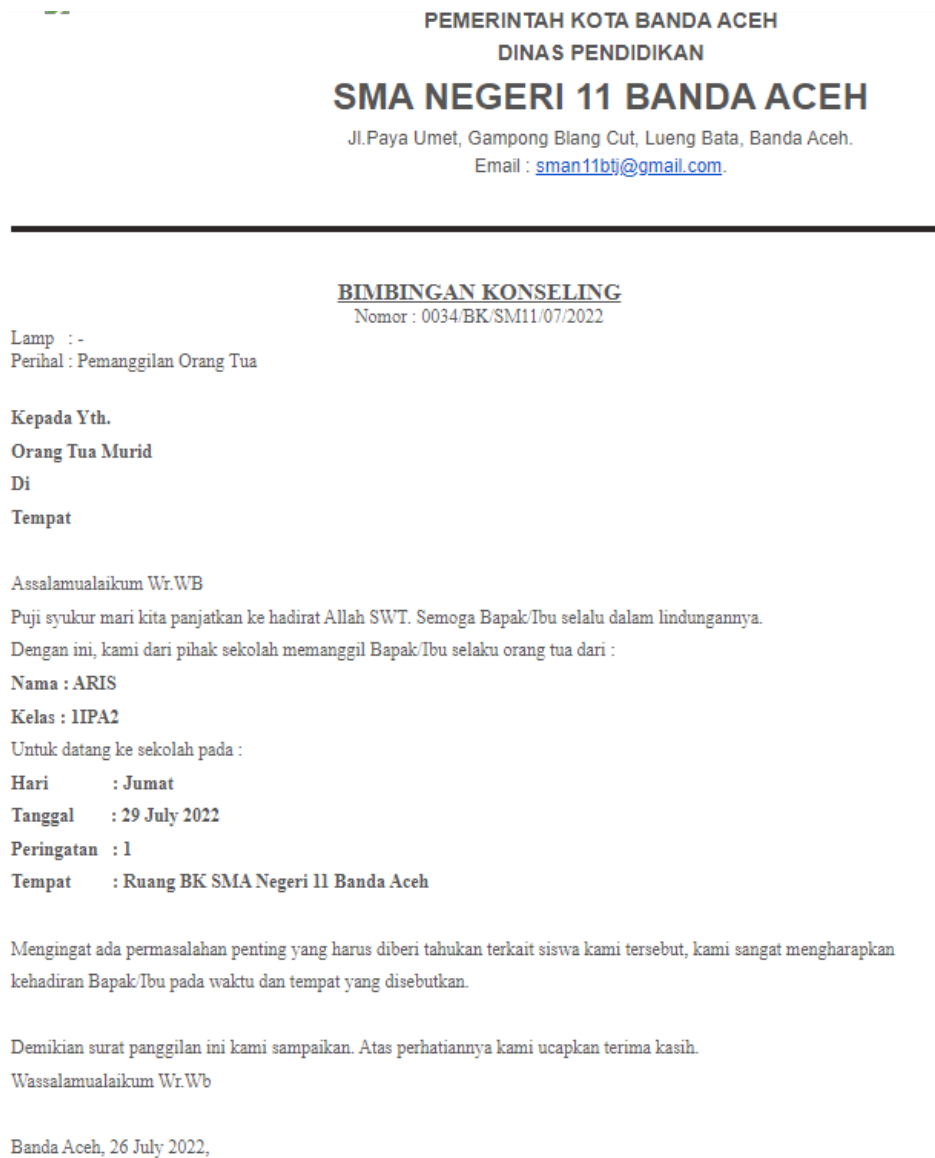 PEMERINTAH KOTA BANDA ACEH
DINAS PENDIDIKAN
SMA NEGERI 11 BANDA ACEH
Jl.Paya Umet, Gampong Blang Cut, Lueng Bata, Banda Aceh.
Email : sman11btj@gmail.com.
BIMBINGAN KONSELING
Nomor : 0034/BK/SM11/07/2022
Lamp : -
Perihal : Pemanggilan Orang Tua
Kepada Yth.
Orang Tua Murid
Di
Tempat
Assalamualaikum Wr.WB
Puji syukur mari kita panjatkan ke hadirat Allah SWT. Semoga Bapak/Ibu selalu dalam lindungannya.
Dengan ini, kami dari pihak sekolah memanggil Bapak/Ibu selaku orang tua dari :
Nama : ARIS
Kelas : 1IPA2
Untuk datang ke sekolah pada :
Hari : Jumat
Tanggal : 29 July 2022
Peringatan : 1
Tempat : Ruang BK SMA Negeri 11 Banda Aceh
Mengingat ada permasalahan penting yang harus diberi tahukan terkait siswa kami tersebut, kami sangat mengharapkan
kehadiran Bapak/Ibu pada waktu dan tempat yang disebutkan.
Demikian surat panggilan ini kami sampaikan. Atas perhatiannya kami ucapkan terima kasih.
Wassalamualaikum Wr.Wb
Banda Aceh, 26 July 2022,